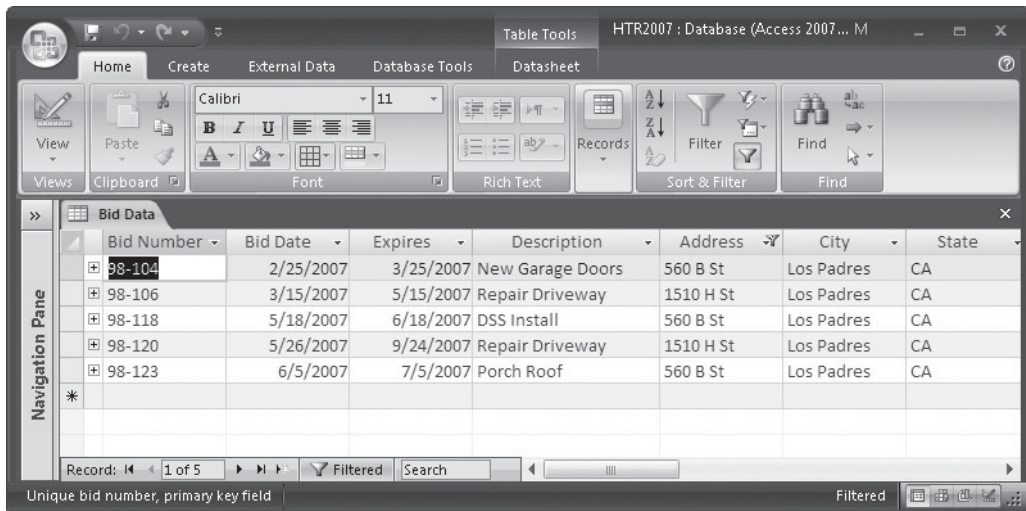 Table Tools HTR2007 : Database (Access 2007... M
Home Create External Data Database Tools Datasheet
View Paste Calibri 11 Records Filter Find
B I U
Views Clipboard Font Rich Text Sort & Filter Find
Bid Data
Bid Number Bid Date Expires Description Address City State
98-104 2/25/2007 3/25/2007 New Garage Doors 560 B St Los Padres CA
98-106 3/15/2007 5/15/2007 Repair Driveway 1510 H St Los Padres CA
98-118 5/18/2007 6/18/2007 DSS Install 560 B St Los Padres CA
98-120 5/26/2007 9/24/2007 Repair Driveway 1510 H St Los Padres CA
98-123 6/5/2007 7/5/2007 Porch Roof 560 B St Los Padres CA
Navigation Pane
Record: 1 of 5 Filtered Search
Unique bid number, primary key field Filtered